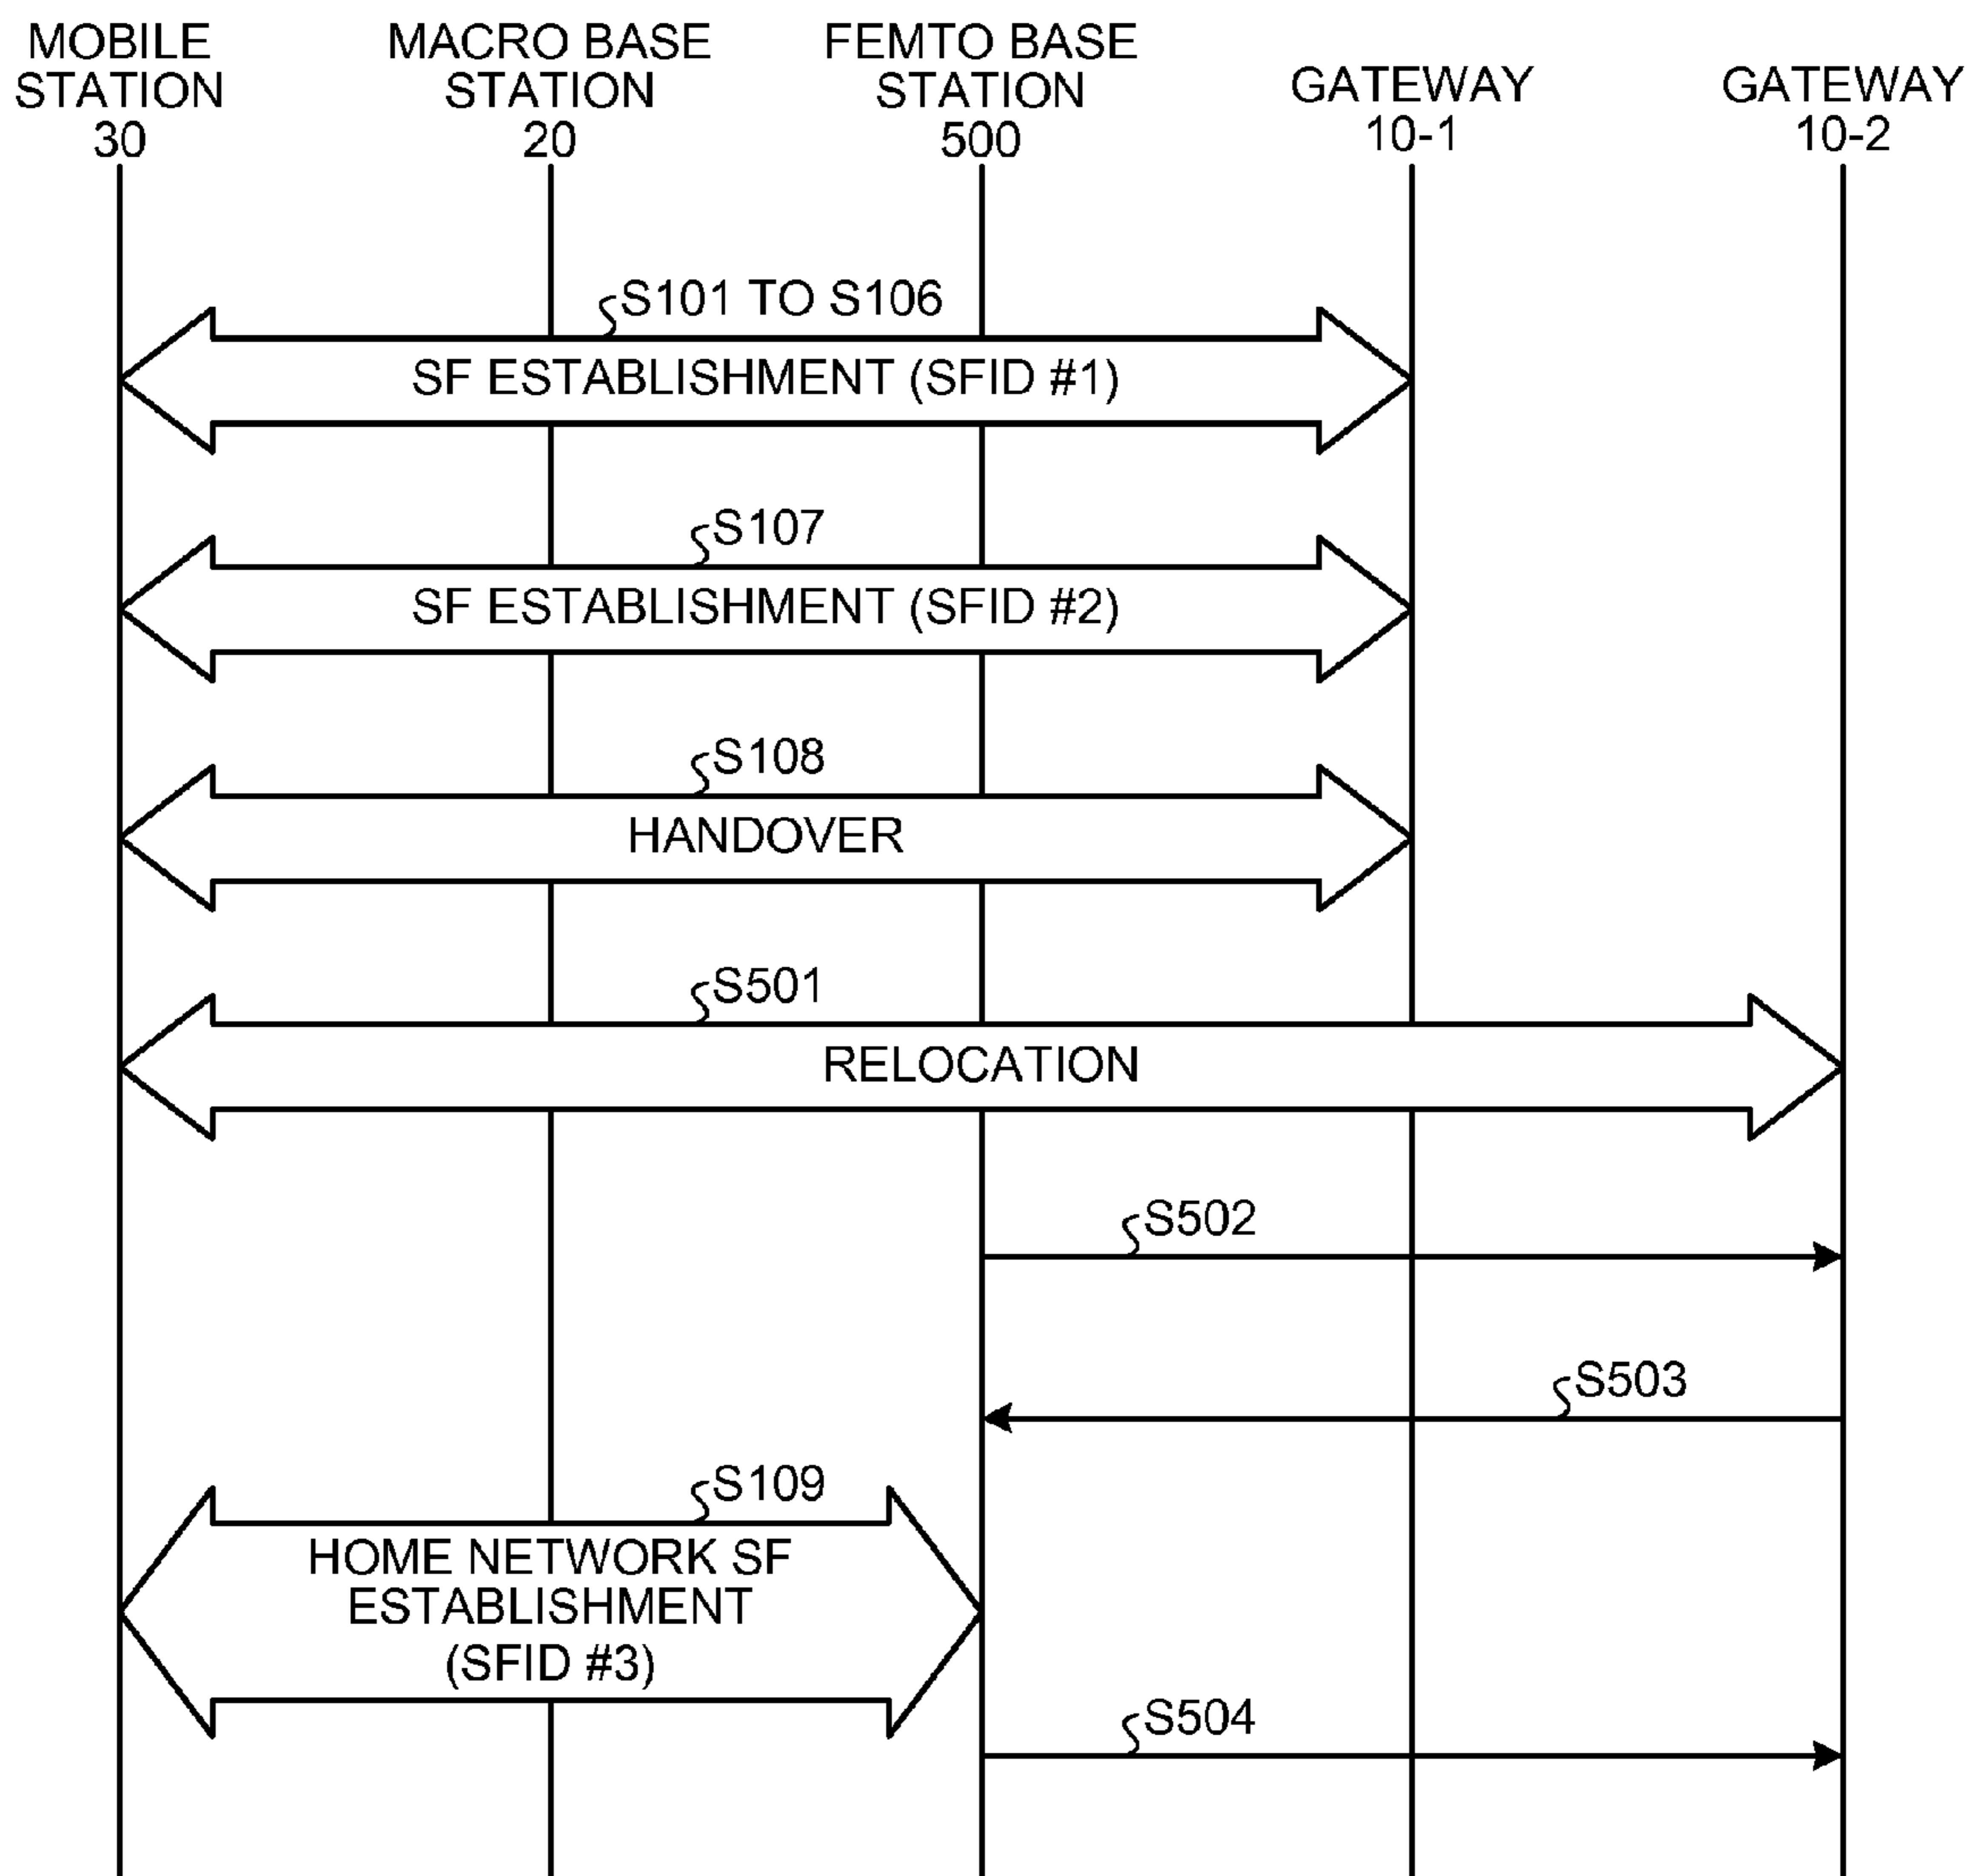 MOBILE
STATION
30
MACRO BASE
STATION
20
FEMTO BASE
STATION
500
GATEWAY
10-1
GATEWAY
10-2
S101 TO S106
SF ESTABLISHMENT (SFID #1)
S107
SF ESTABLISHMENT (SFID #2)
S108
HANDOVER
S501
RELOCATION
S502
S503
S109
HOME NETWORK SF
ESTABLISHMENT
(SFID #3)
S504